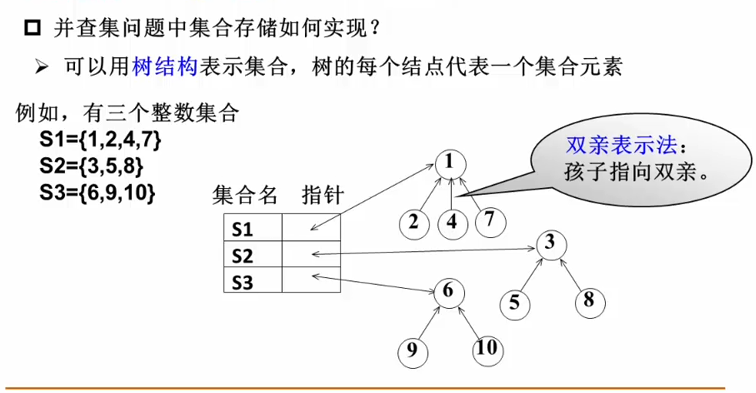 并查集问题中集合存储如何实现？
可以用树结构表示集合，树的每个结点代表一个集合元素
例如，有三个整数集合
S1={1,2,4,7}
S2={3,5,8}
S3={6,9,10}
双亲表示法：
孩子指向双亲。
集合名 指针
S1
S2
S3
1
2 4 7
3
5 8
6
9 10